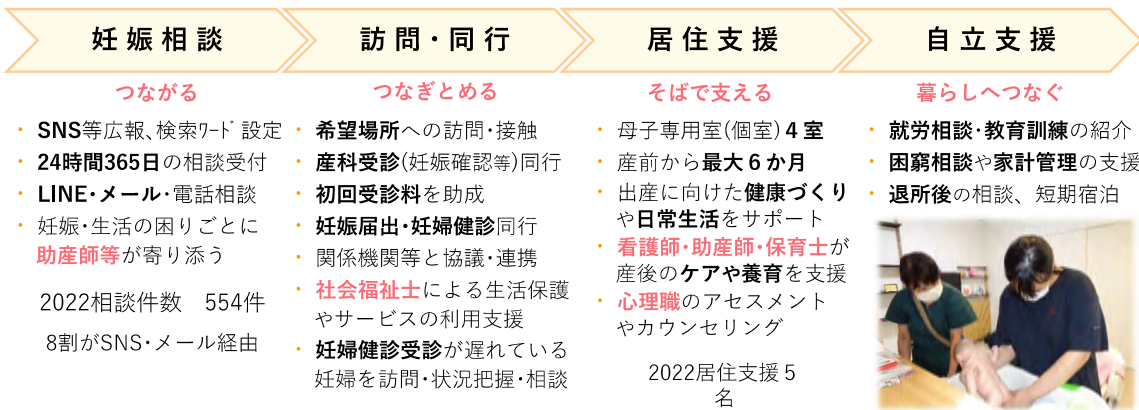 妊娠相談
つながる
・SNS等広報､検索ﾜｰﾄﾞ設定
・24時間365日の相談受付
・LINE・メール・電話相談
・妊娠・生活の困りごとに
助産師等が寄り添う
2022相談件数　554件
8割がSNS・メール経由
訪問・同行
つなぎとめる
・希望場所への訪問・接触
・産科受診(妊娠確認等)同行
・初回受診料を助成
・妊娠届出・妊婦健診同行
・関係機関等と協議・連携
・社会福祉士による生活保護
やサービスの利用支援
・妊婦健診受診が遅れている
妊婦を訪問・状況把握・相談
居住支援
そばで支える
・母子専用室(個室)４室
・産前から最大６か月
・出産に向けた健康づくり
や日常生活をサポート
・看護師・助産師・保育士が
産後のケアや養育を支援
・心理職のアセスメント
やカウンセリング
2022居住支援５
名
自立支援
暮らしへつなぐ
・就労相談・教育訓練の紹介
・困窮相談や家計管理の支援
・退所後の相談、短期宿泊